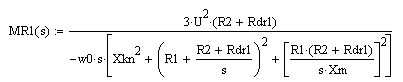 MR1(s) := 3·U²·(R2 + Rdr1) / −w0·s·[Xkn² + (R1 + (R2 + Rdr1) / s)² + [R1·(R2 + Rdr1) / (s·Xm)]²]